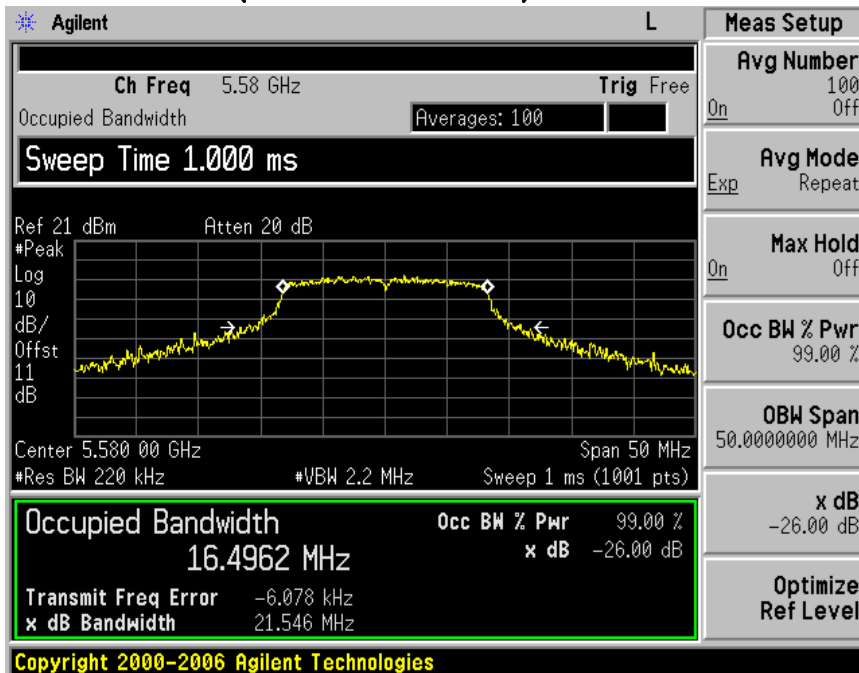 Agilent L Meas Setup
Ch Freq 5.58 GHz Trig Free
Occupied Bandwidth Averages: 100
Sweep Time 1.000 ms
Ref 21 dBm Atten 20 dB
#Peak
Log
10
dB/
Offst
11
dB
Center 5.580 00 GHz Span 50 MHz
#Res BW 220 kHz #VBW 2.2 MHz Sweep 1 ms (1001 pts)
Occupied Bandwidth Occ BW % Pwr 99.00 %
16.4962 MHz x dB -26.00 dB
Transmit Freq Error -6.078 kHz
x dB Bandwidth 21.546 MHz
Avg Number
100
On Off
Avg Mode
Exp Repeat
Max Hold
On Off
Occ BW % Pwr
99.00 %
OBW Span
50.0000000 MHz
x dB
-26.00 dB
Optimize
Ref Level
Copyright 2000-2006 Agilent Technologies